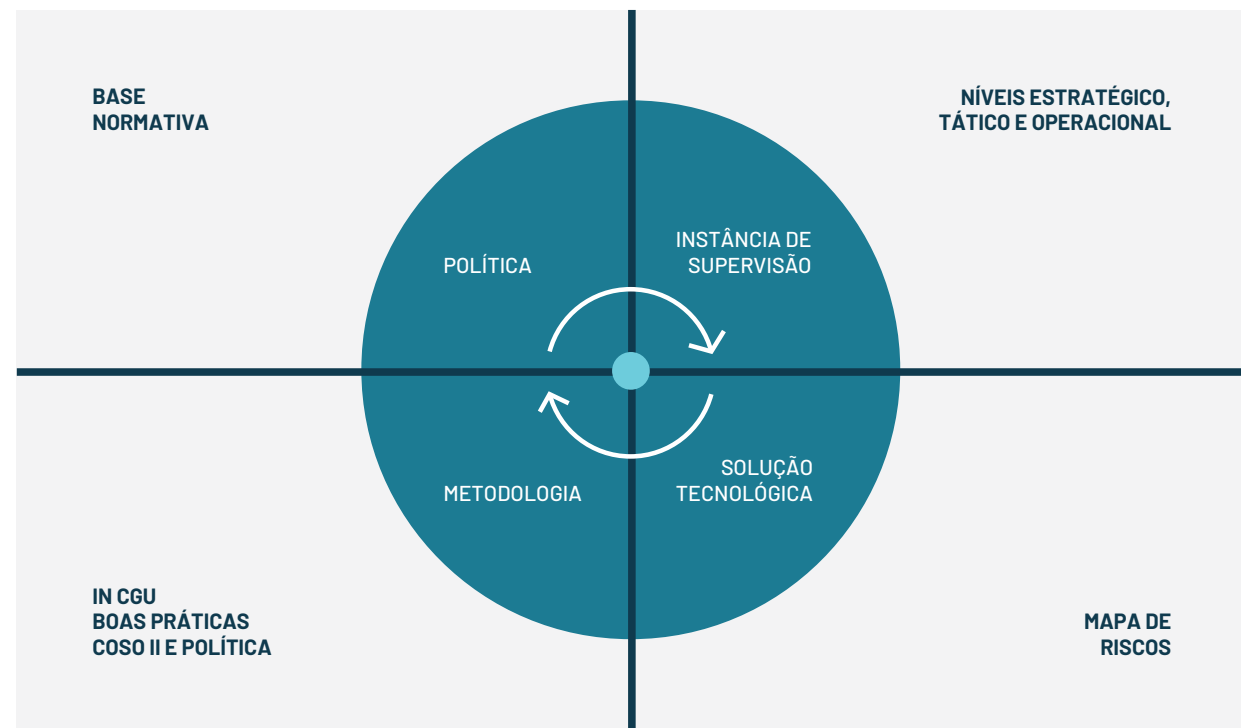 BASE
NORMATIVA
NÍVEIS ESTRATÉGICO,
TÁTICO E OPERACIONAL
POLÍTICA
INSTÂNCIA DE
SUPERVISÃO
METODOLOGIA
SOLUÇÃO
TECNOLÓGICA
IN CGU
BOAS PRÁTICAS
COSO II E POLÍTICA
MAPA DE
RISCOS